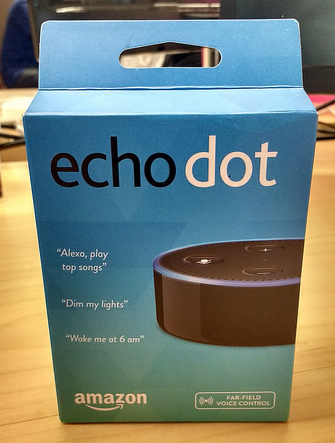 echo dot
“Alexa, play
top songs”
“Dim my lights”
“Wake me at 6 am”
amazon
FAR-FIELD
VOICE CONTROL